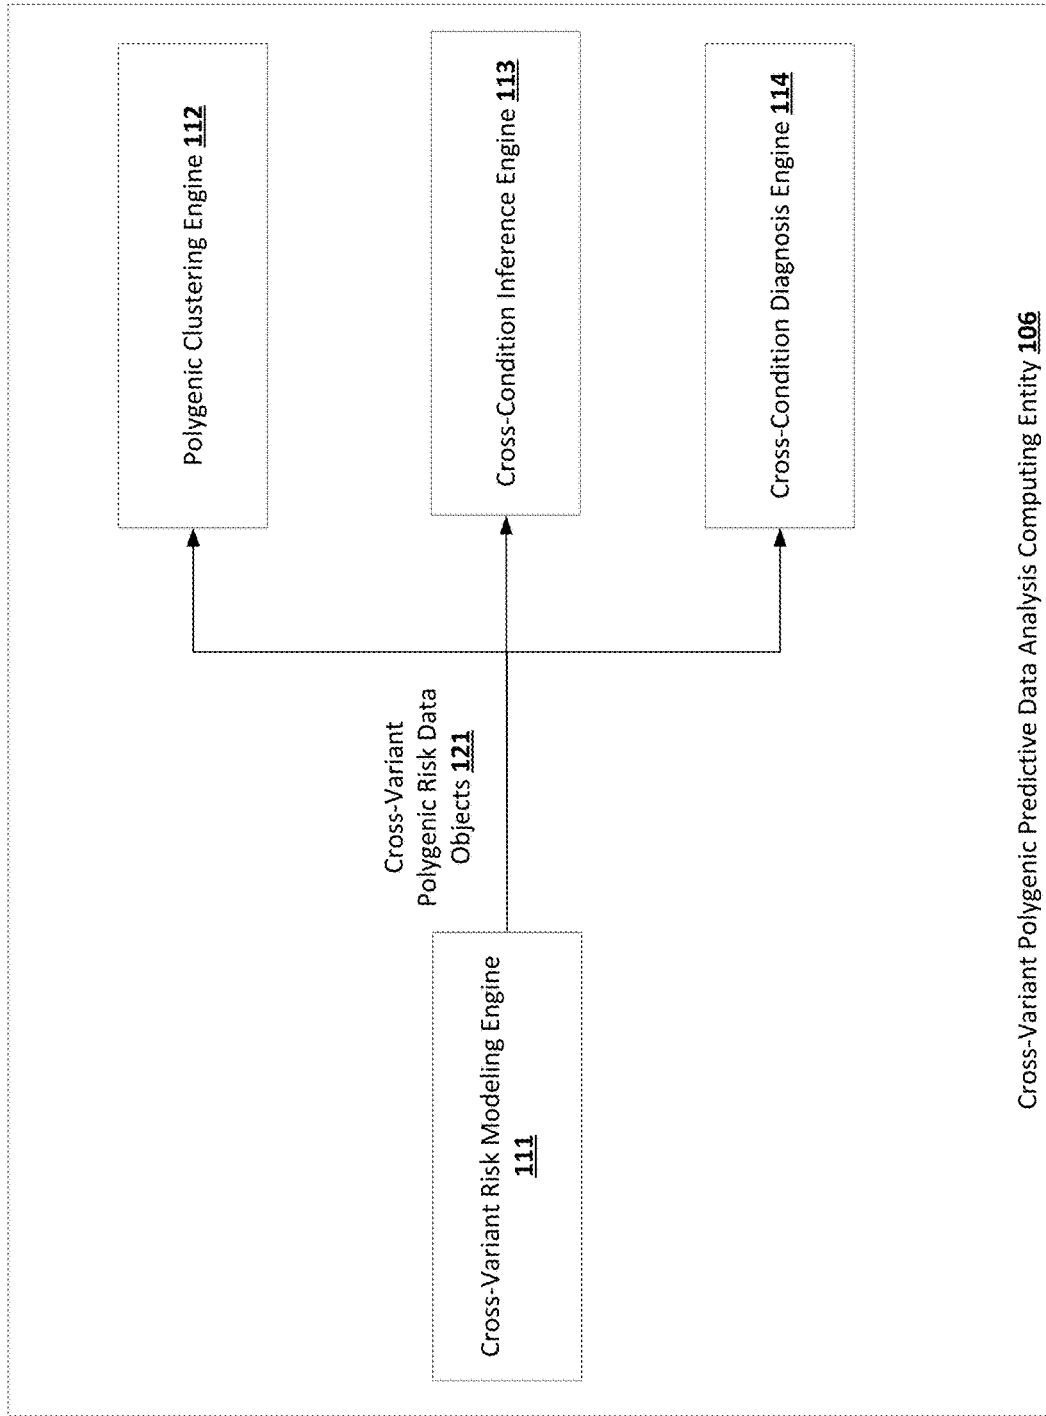 Polygenic Clustering Engine 112
Cross-Variant
Polygenic Risk Data
Objects 121
Cross-Variant Risk Modeling Engine
111
Cross-Condition Inference Engine 113
Cross-Condition Diagnosis Engine 114
Cross-Variant Polygenic Predictive Data Analysis Computing Entity 106